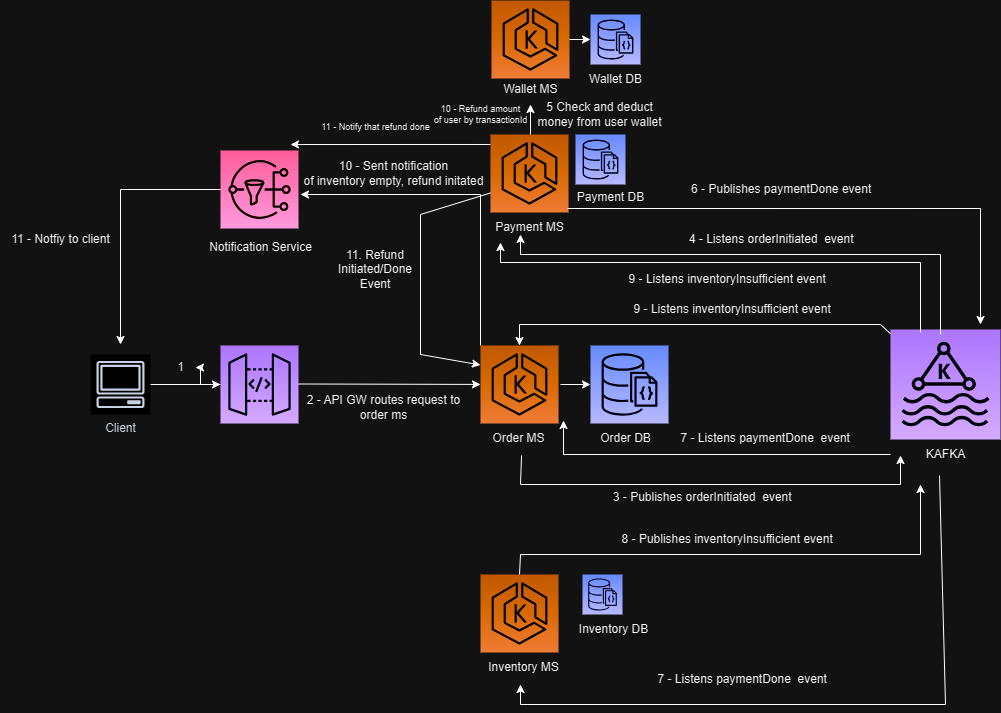 Wallet MS
Wallet DB
10 - Refund amount
of user by transactionId
5 Check and deduct
money from user wallet
11 - Notify that refund done
10 - Sent notification
of inventory empty, refund initated
Payment DB
Payment MS
6 - Publishes paymentDone event
4 - Listens orderInitiated event
9 - Listens inventoryInsufficient event
9 - Listens inventoryInsufficient event
11 - Notfiy to client
Notification Service
11. Refund
Initiated/Done
Event
1
Client
2 - API GW routes request to
order ms
Order MS
Order DB
K
KAFKA
7 - Listens paymentDone event
3 - Publishes orderInitiated event
8 - Publishes inventoryInsufficient event
Inventory DB
Inventory MS
7 - Listens paymentDone event